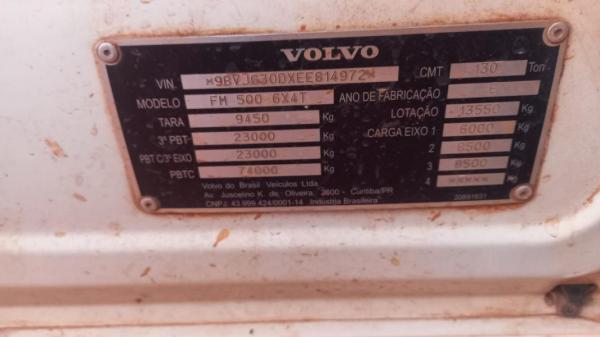 VOLVO
VIN *9BVJG30DXEE814972*
MODELO FM 500 6X4T
TARA 9450 Kg
3º PBT 23000 Kg
PBT C/3º EIXO 23000 Kg
PBTC 74000 Kg
CMT 130 Ton
ANO DE FABRICAÇÃO E
LOTAÇÃO 13550 Kg
CARGA EIXO 1 6000 Kg
2 8500 Kg
3 8500 Kg
4 ***** Kg
Volvo do Brasil Veículos Ltda
Av. Juscelino K. de Oliveira, 2600 - Curitiba/PR
CNPJ: 43.999.424/0001-14 Indústria Brasileira